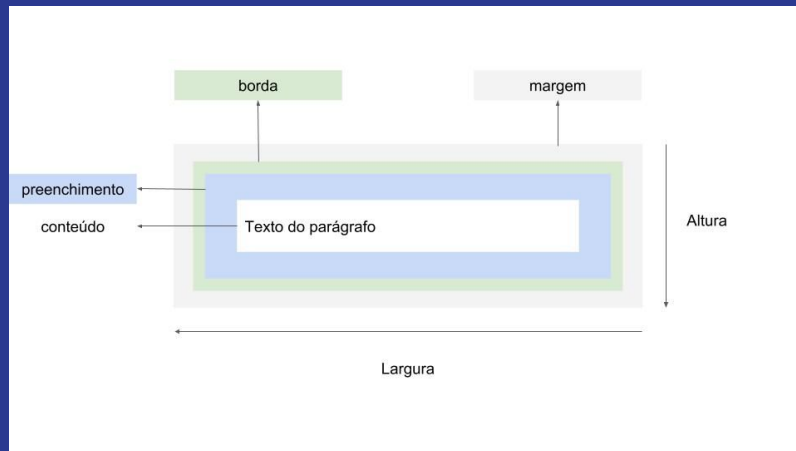 borda
margem
preenchimento
conteúdo
Texto do parágrafo
Altura
Largura